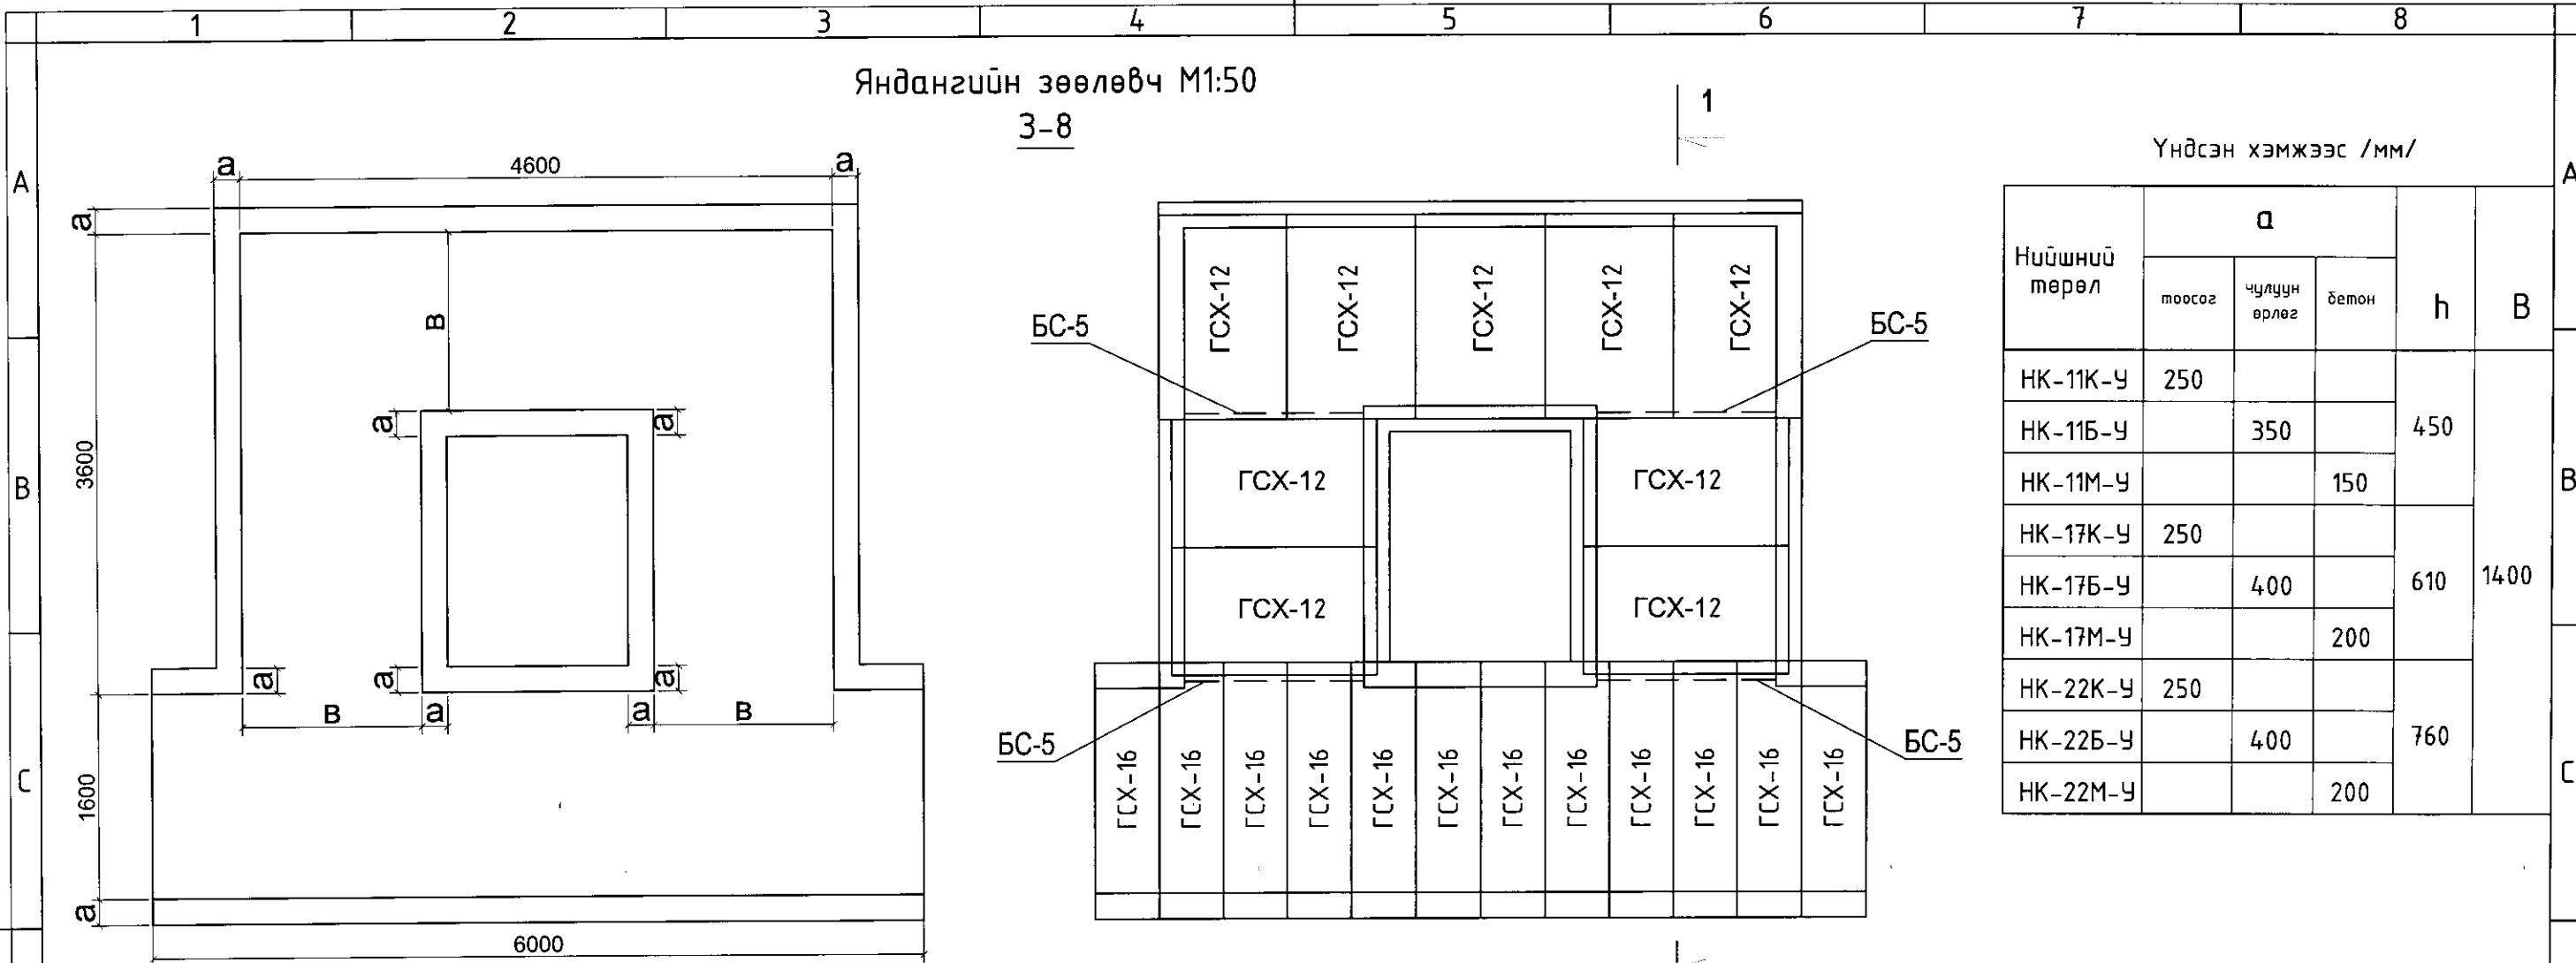 1 2 3 4 5 6 7 8
Яндангийн зөөлөвч М1:50
З-8
A
B
C
a 4600 a
a
в
3600
a a
a a a
в a a в
1600
a
6000
1
ГСХ-12 ГСХ-12 ГСХ-12 ГСХ-12 ГСХ-12
БС-5 БС-5
ГСХ-12 ГСХ-12
ГСХ-12 ГСХ-12
БС-5 БС-5
ГСХ-16 ГСХ-16 ГСХ-16 ГСХ-16 ГСХ-16 ГСХ-16 ГСХ-16 ГСХ-16 ГСХ-16 ГСХ-16 ГСХ-16 ГСХ-16
Үндсэн хэмжээс /мм/
Нийшний
төрөл
a
тоосог
чулуун
өрлөг
бетон
h B
НК-11К-У 250
НК-11Б-У 350 450
НК-11М-У 150
НК-17К-У 250
НК-17Б-У 400 610 1400
НК-17М-У 200
НК-22К-У 250
НК-22Б-У 400 760
НК-22М-У 200
A
B
C